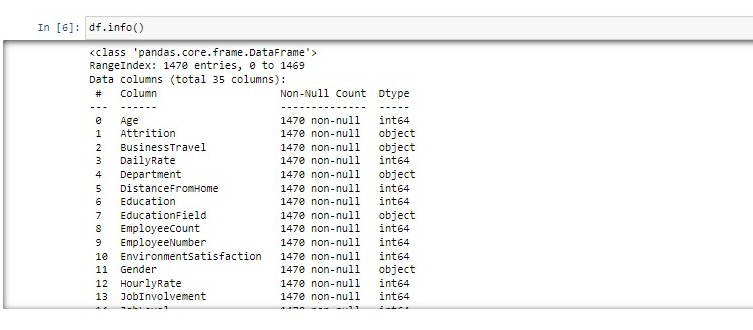 In [6]: df.info()
<class 'pandas.core.frame.DataFrame'>
RangeIndex: 1470 entries, 0 to 1469
Data columns (total 35 columns):
 #   Column                   Non-Null Count  Dtype
---  ------                   --------------  -----
 0   Age                      1470 non-null   int64
 1   Attrition                1470 non-null   object
 2   BusinessTravel           1470 non-null   object
 3   DailyRate                1470 non-null   int64
 4   Department               1470 non-null   object
 5   DistanceFromHome         1470 non-null   int64
 6   Education                1470 non-null   int64
 7   EducationField           1470 non-null   object
 8   EmployeeCount            1470 non-null   int64
 9   EmployeeNumber           1470 non-null   int64
 10  EnvironmentSatisfaction  1470 non-null   int64
 11  Gender                   1470 non-null   object
 12  HourlyRate               1470 non-null   int64
 13  JobInvolvement           1470 non-null   int64